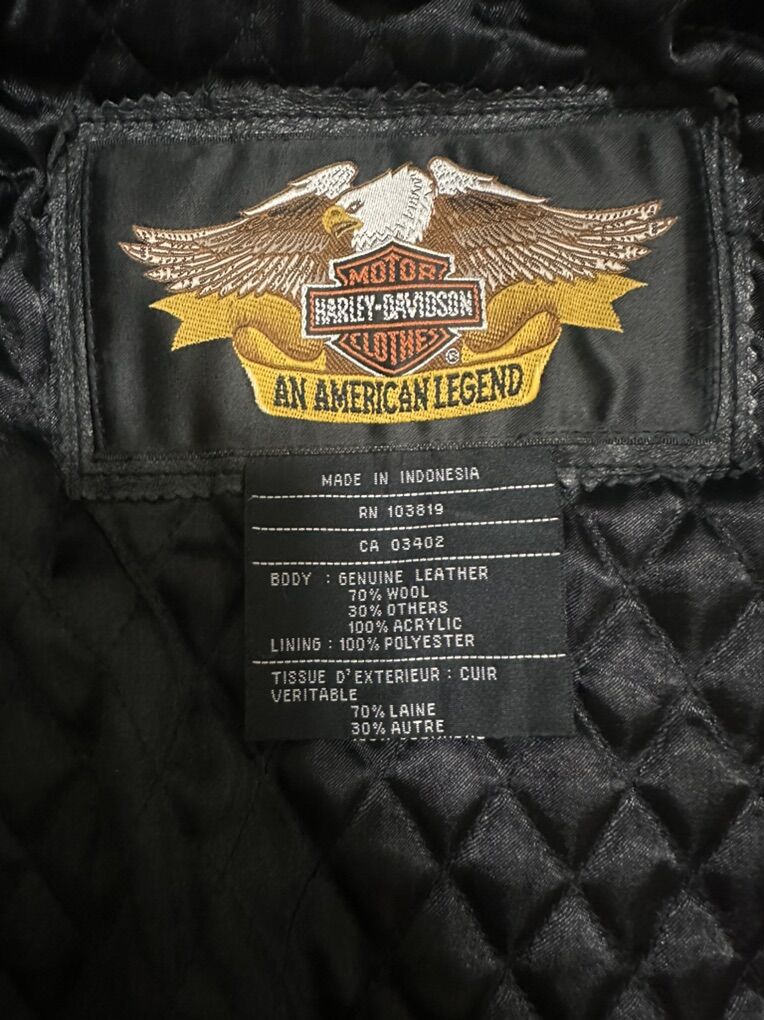 MOTOR
HARLEY-DAVIDSON
CLOTHES
®
AN AMERICAN LEGEND
MADE IN INDONESIA
RN 103819
CA 03402
BODY : GENUINE LEATHER
70% WOOL
30% OTHERS
100% ACRYLIC
LINING : 100% POLYESTER
TISSUE D'EXTERIEUR : CUIR
VERITABLE
70% LAINE
30% AUTRE